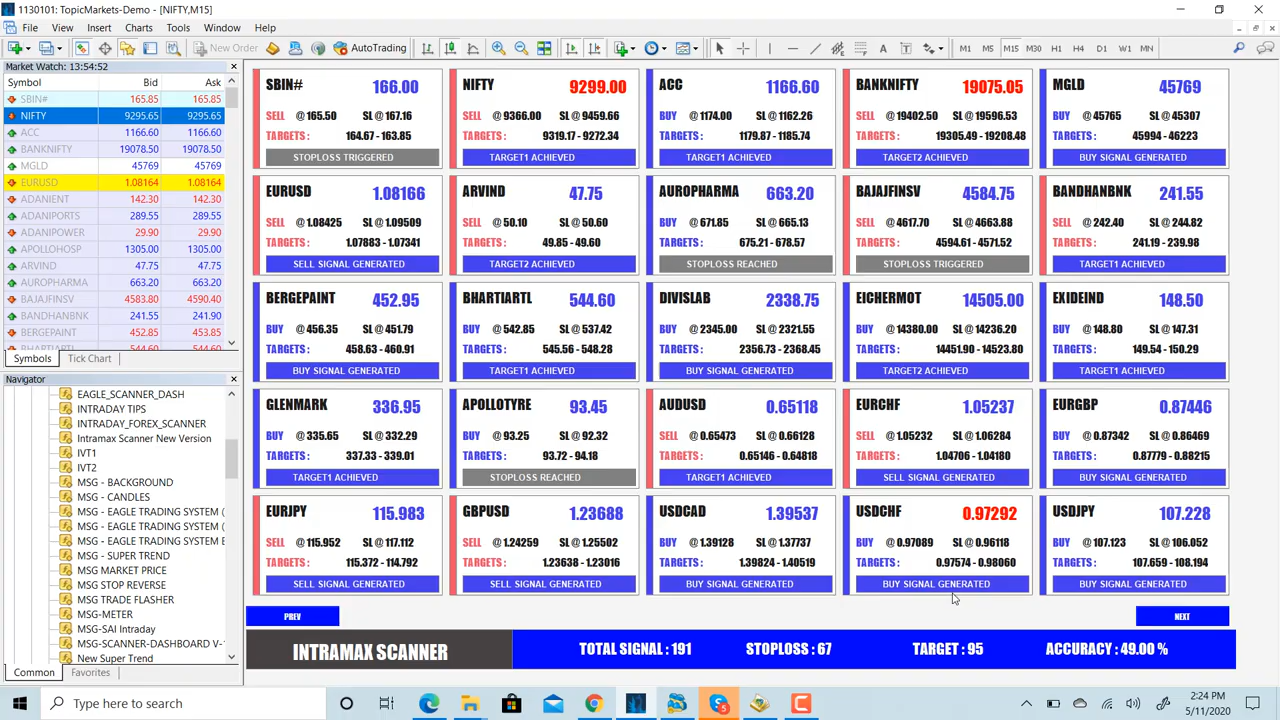 1130101: TopicMarkets-Demo - [NIFTY,M15]
File View Insert Charts Tools Window Help
New Order AutoTrading M1 M5 M15 M30 H1 H4 D1 W1 MN
Market Watch: 13:54:52
Symbol Bid Ask
SBIN# 165.85 165.85
NIFTY 9295.65 9295.65
ACC 1166.60 1166.60
BANKNIFTY 19078.50 19078.50
MGLD 45769 45769
EURUSD 1.08164 1.08164
ADANIENT 142.30 142.30
ADANIPORTS 289.55 289.55
ADANIPOWER 29.90 29.90
APOLLOHOSP 1305.00 1305.00
ARVIND 47.75 47.75
AUROPHARMA 663.20 663.20
BAJAJFINSV 4583.80 4590.40
BANDHANBNK 241.55 241.90
BERGEPAINT 452.85 453.85
BHARTIARTL 544.60
Symbols Tick Chart
Navigator
EAGLE_SCANNER_DASH
INTRADAY TIPS
INTRADAY_FOREX_SCANNER
Intramax Scanner New Version
IVT1
IVT2
MSG - BACKGROUND
MSG - CANDLES
MSG - EAGLE TRADING SYSTEM (
MSG - EAGLE TRADING SYSTEM E
MSG - SUPER TREND
MSG MARKET PRICE
MSG STOP REVERSE
MSG TRADE FLASHER
MSG-METER
MSG-SAI Intraday
MSG-SCANNER-DASHBOARD V-
New Super Trend
Common Favorites
SBIN# 166.00
SELL @ 165.50 SL @ 167.16
TARGETS : 164.67 - 163.85
STOPLOSS TRIGGERED
NIFTY 9299.00
SELL @ 9366.00 SL @ 9459.66
TARGETS : 9319.17 - 9272.34
TARGET1 ACHIEVED
ACC 1166.60
BUY @ 1174.00 SL @ 1162.26
TARGETS : 1179.87 - 1185.74
TARGET1 ACHIEVED
BANKNIFTY 19075.05
SELL @ 19402.50 SL @ 19596.53
TARGETS : 19305.49 - 19208.48
TARGET2 ACHIEVED
MGLD 45769
BUY @ 45765 SL @ 45307
TARGETS : 45994 - 46223
BUY SIGNAL GENERATED
EURUSD 1.08166
SELL @ 1.08425 SL @ 1.09509
TARGETS : 1.07883 - 1.07341
SELL SIGNAL GENERATED
ARVIND 47.75
SELL @ 50.10 SL @ 50.60
TARGETS : 49.85 - 49.60
TARGET2 ACHIEVED
AUROPHARMA 663.20
BUY @ 671.85 SL @ 665.13
TARGETS : 675.21 - 678.57
STOPLOSS REACHED
BAJAJFINSV 4584.75
SELL @ 4617.70 SL @ 4663.88
TARGETS : 4594.61 - 4571.52
STOPLOSS TRIGGERED
BANDHANBNK 241.55
SELL @ 242.40 SL @ 244.82
TARGETS : 241.19 - 239.98
TARGET1 ACHIEVED
BERGEPAINT 452.95
BUY @ 456.35 SL @ 451.79
TARGETS : 458.63 - 460.91
BUY SIGNAL GENERATED
BHARTIARTL 544.60
BUY @ 542.85 SL @ 537.42
TARGETS : 545.56 - 548.28
TARGET1 ACHIEVED
DIVISLAB 2338.75
BUY @ 2345.00 SL @ 2321.55
TARGETS : 2356.73 - 2368.45
BUY SIGNAL GENERATED
EICHERMOT 14505.00
BUY @ 14380.00 SL @ 14236.20
TARGETS : 14451.90 - 14523.80
TARGET2 ACHIEVED
EXIDEIND 148.50
BUY @ 148.80 SL @ 147.31
TARGETS : 149.54 - 150.29
TARGET1 ACHIEVED
GLENMARK 336.95
BUY @ 335.65 SL @ 332.29
TARGETS : 337.33 - 339.01
TARGET1 ACHIEVED
APOLLOTYRE 93.45
BUY @ 93.25 SL @ 92.32
TARGETS : 93.72 - 94.18
STOPLOSS REACHED
AUDUSD 0.65118
SELL @ 0.65473 SL @ 0.66128
TARGETS : 0.65146 - 0.64818
TARGET1 ACHIEVED
EURCHF 1.05237
SELL @ 1.05232 SL @ 1.06284
TARGETS : 1.04706 - 1.04180
SELL SIGNAL GENERATED
EURGBP 0.87446
BUY @ 0.87342 SL @ 0.86469
TARGETS : 0.87779 - 0.88215
BUY SIGNAL GENERATED
EURJPY 115.983
SELL @ 115.952 SL @ 117.112
TARGETS : 115.372 - 114.792
SELL SIGNAL GENERATED
GBPUSD 1.23688
SELL @ 1.24259 SL @ 1.25502
TARGETS : 1.23638 - 1.23016
SELL SIGNAL GENERATED
USDCAD 1.39537
BUY @ 1.39128 SL @ 1.37737
TARGETS : 1.39824 - 1.40519
BUY SIGNAL GENERATED
USDCHF 0.97292
BUY @ 0.97089 SL @ 0.96118
TARGETS : 0.97574 - 0.98060
BUY SIGNAL GENERATED
USDJPY 107.228
BUY @ 107.123 SL @ 106.052
TARGETS : 107.659 - 108.194
BUY SIGNAL GENERATED
PREV NEXT
INTRAMAX SCANNER TOTAL SIGNAL : 191 STOPLOSS : 67 TARGET : 95 ACCURACY : 49.00 %
Type here to search
5
2:24 PM
5/11/2020